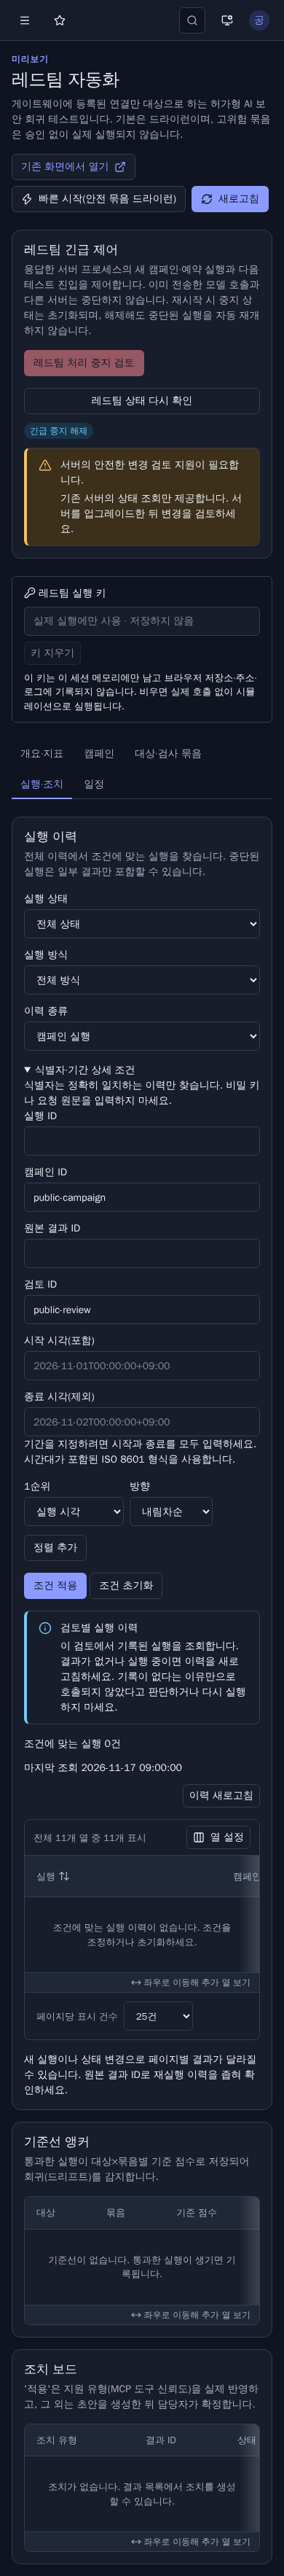 공
미리보기
레드팀 자동화
게이트웨이에 등록된 연결만 대상으로 하는 허가형 AI 보
안 회귀 테스트입니다. 기본은 드라이런이며, 고위험 묶음
은 승인 없이 실제 실행되지 않습니다.
기존 화면에서 열기
빠른 시작(안전 묶음 드라이런)
새로고침
레드팀 긴급 제어
응답한 서버 프로세스의 새 캠페인·예약 실행과 다음
테스트 진입을 제어합니다. 이미 전송한 모델 호출과
다른 서버는 중단하지 않습니다. 재시작 시 중지 상
태는 초기화되며, 해제해도 중단된 실행을 자동 재개
하지 않습니다.
레드팀 처리 중지 검토
레드팀 상태 다시 확인
긴급 중지 해제
서버의 안전한 변경 검토 지원이 필요합
니다.
기존 서버의 상태 조회만 제공합니다. 서
버를 업그레이드한 뒤 변경을 검토하세
요.
레드팀 실행 키
실제 실행에만 사용 · 저장하지 않음
키 지우기
이 키는 이 세션 메모리에만 남고 브라우저 저장소·주소·
로그에 기록되지 않습니다. 비우면 실제 호출 없이 시뮬
레이션으로 실행됩니다.
개요·지표
캠페인
대상·검사 묶음
실행·조치
일정
실행 이력
전체 이력에서 조건에 맞는 실행을 찾습니다. 중단된
실행은 일부 결과만 포함할 수 있습니다.
실행 상태
전체 상태
실행 방식
전체 방식
이력 종류
캠페인 실행
▼ 식별자·기간 상세 조건
식별자는 정확히 일치하는 이력만 찾습니다. 비밀 키
나 요청 원문을 입력하지 마세요.
실행 ID
캠페인 ID
public-campaign
원본 결과 ID
검토 ID
public-review
시작 시각(포함)
2026-11-01T00:00:00+09:00
종료 시각(제외)
2026-11-02T00:00:00+09:00
기간을 지정하려면 시작과 종료를 모두 입력하세요.
시간대가 포함된 ISO 8601 형식을 사용합니다.
1순위
방향
실행 시각
내림차순
정렬 추가
조건 적용
조건 초기화
검토별 실행 이력
이 검토에서 기록된 실행을 조회합니다.
결과가 없거나 실행 중이면 이력을 새로
고침하세요. 기록이 없다는 이유만으로
호출되지 않았다고 판단하거나 다시 실행
하지 마세요.
조건에 맞는 실행 0건
마지막 조회 2026-11-17 09:00:00
이력 새로고침
전체 11개 열 중 11개 표시
열 설정
실행
캠페인
조건에 맞는 실행 이력이 없습니다. 조건을
조정하거나 초기화하세요.
↔ 좌우로 이동해 추가 열 보기
페이지당 표시 건수
25건
새 실행이나 상태 변경으로 페이지별 결과가 달라질
수 있습니다. 원본 결과 ID로 재실행 이력을 좁혀 확
인하세요.
기준선 앵커
통과한 실행이 대상×묶음별 기준 점수로 저장되어
회귀(드리프트)를 감지합니다.
대상
묶음
기준 점수
기준선이 없습니다. 통과한 실행이 생기면 기
록됩니다.
↔ 좌우로 이동해 추가 열 보기
조치 보드
'적용'은 지원 유형(MCP 도구 신뢰도)을 실제 반영하
고, 그 외는 초안을 생성한 뒤 담당자가 확정합니다.
조치 유형
결과 ID
상태
조치가 없습니다. 결과 목록에서 조치를 생성
할 수 있습니다.
↔ 좌우로 이동해 추가 열 보기